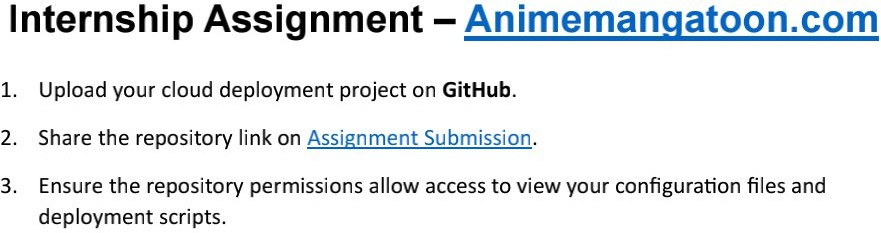 Internship Assignment – Animemangatoon.com
1. Upload your cloud deployment project on GitHub.
2. Share the repository link on Assignment Submission.
3. Ensure the repository permissions allow access to view your configuration files and
deployment scripts.